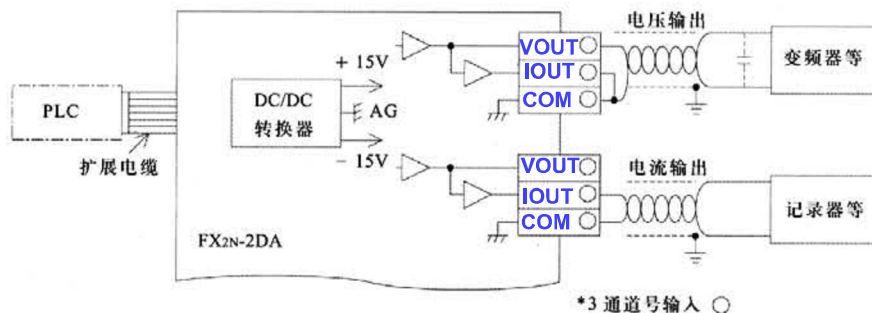 电压输出
VOUT
IOUT
COM
变频器等
+ 15V
DC/DC
转换器
AG
- 15V
PLC
扩展电缆
电流输出
VOUT
IOUT
COM
记录器等
FX2N-2DA
*3 通道号输入